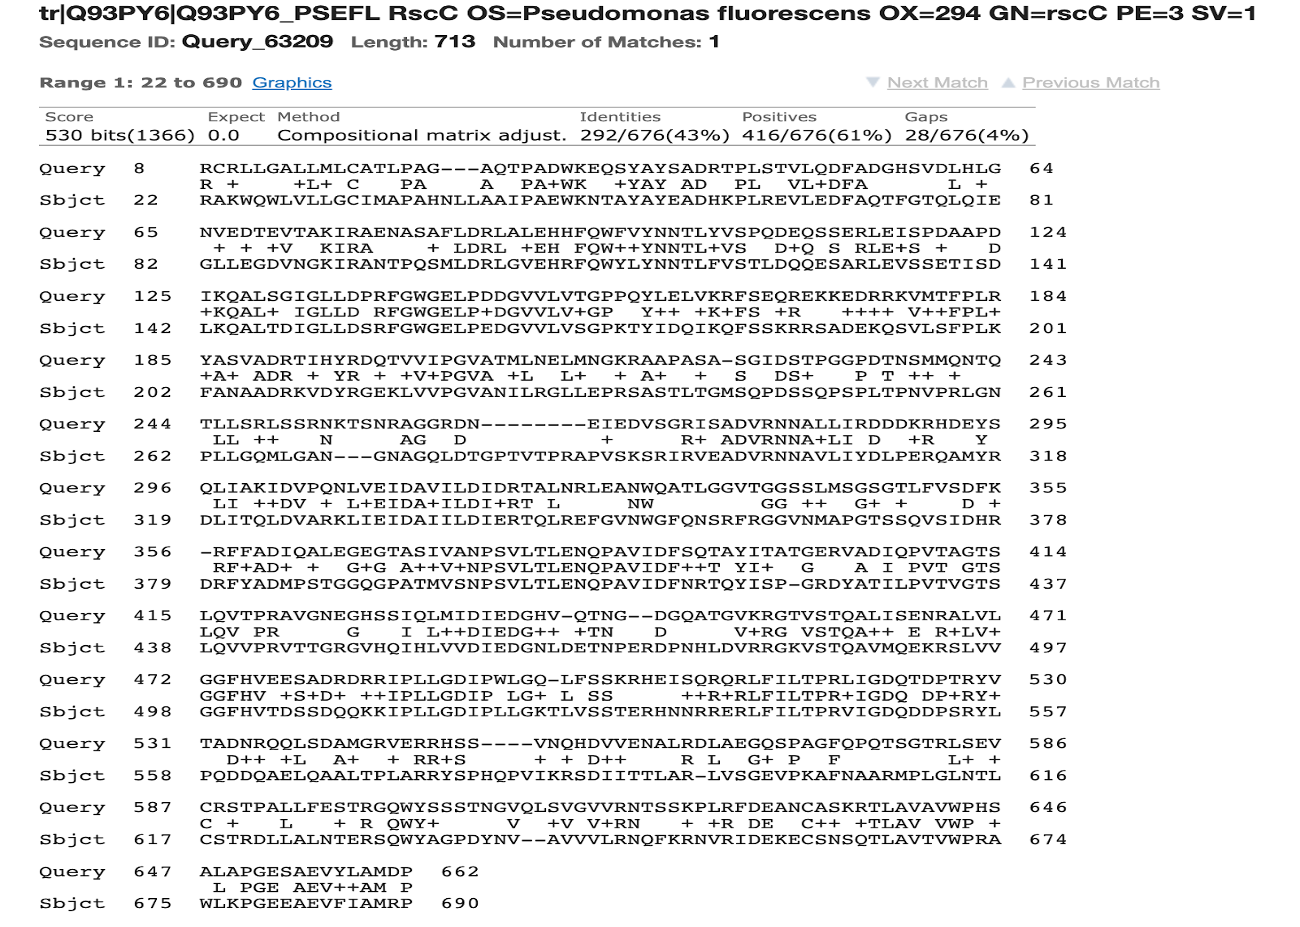 tr|Q93PY6|Q93PY6_PSEFL RscC OS=Pseudomonas fluorescens OX=294 GN=rscC PE=3 SV=1
Sequence ID: Query_63209 Length: 713 Number of Matches: 1
Range 1: 22 to 690 Graphics ▼ Next Match ▲ Previous Match
Score Expect Method Identities Positives Gaps
530 bits(1366) 0.0 Compositional matrix adjust. 292/676(43%) 416/676(61%) 28/676(4%)
Query 8 RCRLLGALLMLCATLPAG---AQTPADWKEQSYAYSADRTPLSTVLQDFADGHSVDLHLG 64
R + +L+ C PA A PA+WK +YAY AD PL VL+DFA L +
Sbjct 22 RAKWQWLVLLGCIMAPAHNLLAAIPAEWKNTAYAYEADHKPLREVLEDFAQTFGTQLQIE 81
Query 65 NVEDTEVTAKIRAENASAFLDRLALEHHFQWFVYNNTLYVSPQDEQSSERLEISPDAAPD 124
+ + +V KIRA + LDRL +EH FQW++YNNTL+VS D+Q S RLE+S + D
Sbjct 82 GLLEGDVNGKIRANTPQSMLDRLGVEHRFQWYLYNNTLFVSTLDQQESARLEVSSETISD 141
Query 125 IKQALSGIGLLDPRFGWGELPDDGVVLVTGPPQYLELVKRFSEQREKKEDRRKVMTFPLR 184
+KQAL+ IGLLD RFGWGELP+DGVVLV+GP Y++ +K+FS +R ++++ V++FPL+
Sbjct 142 LKQALTDIGLLDSRFGWGELPEDGVVLVSGPKTYIDQIKQFSSKRRSADEKQSVLSFPLK 201
Query 185 YASVADRTIHYRDQTVVIPGVATMLNELMNGKRAAPASA-SGIDSTPGGPDTNSMMQNTQ 243
+A+ ADR + YR + +V+PGVA +L L+ + A+ + S DS+ P T ++ +
Sbjct 202 FANAADRKVDYRGEKLVVPGVANILRGLLEPRSASTLTGMSQPDSSQPSPLTPNVPRLGN 261
Query 244 TLLSRLSSRNKTSNRAGGRDN--------EIEDVSGRISADVRNNALLIRDDDKRHDEYS 295
LL ++ N AG D + R+ ADVRNNA+LI D +R Y
Sbjct 262 PLLGQMLGAN---GNAGQLDTGPTVTPRAPVSKSRIRVEADVRNNAVLIYDLPERQAMYR 318
Query 296 QLIAKIDVPQNLVEIDAVILDIDRTALNRLEANWQATLGGVTGGSSLMSGSGTLFVSDFK 355
LI ++DV + L+EIDA+ILDI+RT L NW GG ++ G+ + D +
Sbjct 319 DLITQLDVARKLIEIDAIILDIERTQLREFGVNWGFQNSRFRGGVNMAPGTSSQVSIDHR 378
Query 356 -RFFADIQALEGEGTASIVANPSVLTLENQPAVIDFSQTAYITATGERVADIQPVTAGTS 414
RF+AD+ + G+G A++V+NPSVLTLENQPAVIDF++T YI+ G A I PVT GTS
Sbjct 379 DRFYADMPSTGGQGPATMVSNPSVLTLENQPAVIDFNRTQYISP-GRDYATILPVTVGTS 437
Query 415 LQVTPRAVGNEGHSSIQLMIDIEDGHV-QTNG--DGQATGVKRGTVSTQALISENRALVL 471
LQV PR G I L++DIEDG++ +TN D V+RG VSTQA++ E R+LV+
Sbjct 438 LQVVPRVTTGRGVHQIHLVVDIEDGNLDETNPERDPNHLDVRRGKVSTQAVMQEKRSLVV 497
Query 472 GGFHVEESADRDRRIPLLGDIPWLGQ-LFSSKRHEISQRQRLFILTPRLIGDQTDPTRYV 530
GGFHV +S+D+ ++IPLLGDIP LG+ L SS ++R+RLFILTPR+IGDQ DP+RY+
Sbjct 498 GGFHVTDSSDQQKKIPLLGDIPLLGKTLVSSTERHNNRRERLFILTPRVIGDQDDPSRYL 557
Query 531 TADNRQQLSDAMGRVERRHSS----VNQHDVVENALRDLAEGQSPAGFQPQTSGTRLSEV 586
D++ +L A+ + RR+S + + D++ R L G+ P F L+ +
Sbjct 558 PQDDQAELQAALTPLARRYSPHQPVIKRSDIITTLAR-LVSGEVPKAFNAARMPLGLNTL 616
Query 587 CRSTPALLFESTRGQWYSSSTNGVQLSVGVVRNTSSKPLRFDEANCASKRTLAVAVWPHS 646
C + L + R QWY+ V +V V+RN + +R DE C++ +TLAV VWP +
Sbjct 617 CSTRDLLALNTERSQWYAGPDYNV--AVVVLRNQFKRNVRIDEKECSNSQTLAVTVWPRA 674
Query 647 ALAPGESAEVYLAMDP 662
L PGE AEV++AM P
Sbjct 675 WLKPGEEAEVFIAMRP 690